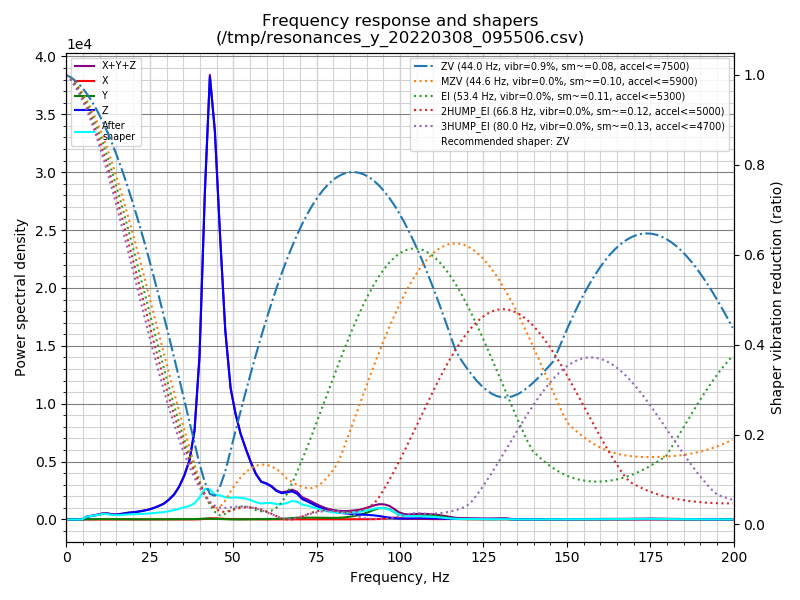 Frequency response and shapers
(/tmp/resonances_y_20220308_095506.csv)
1e4
4.0
3.5
3.0
2.5
2.0
1.5
1.0
0.5
0.0
Power spectral density
X+Y+Z
X
Y
Z
After
shaper
ZV (44.0 Hz, vibr=0.9%, sm~=0.08, accel<=7500)
MZV (44.6 Hz, vibr=0.0%, sm~=0.10, accel<=5900)
EI (53.4 Hz, vibr=0.0%, sm~=0.11, accel<=5300)
2HUMP_EI (66.8 Hz, vibr=0.0%, sm~=0.12, accel<=5000)
3HUMP_EI (80.0 Hz, vibr=0.0%, sm~=0.13, accel<=4700)
Recommended shaper: ZV
1.0
0.8
0.6
0.4
0.2
0.0
Shaper vibration reduction (ratio)
0 25 50 75 100 125 150 175 200
Frequency, Hz